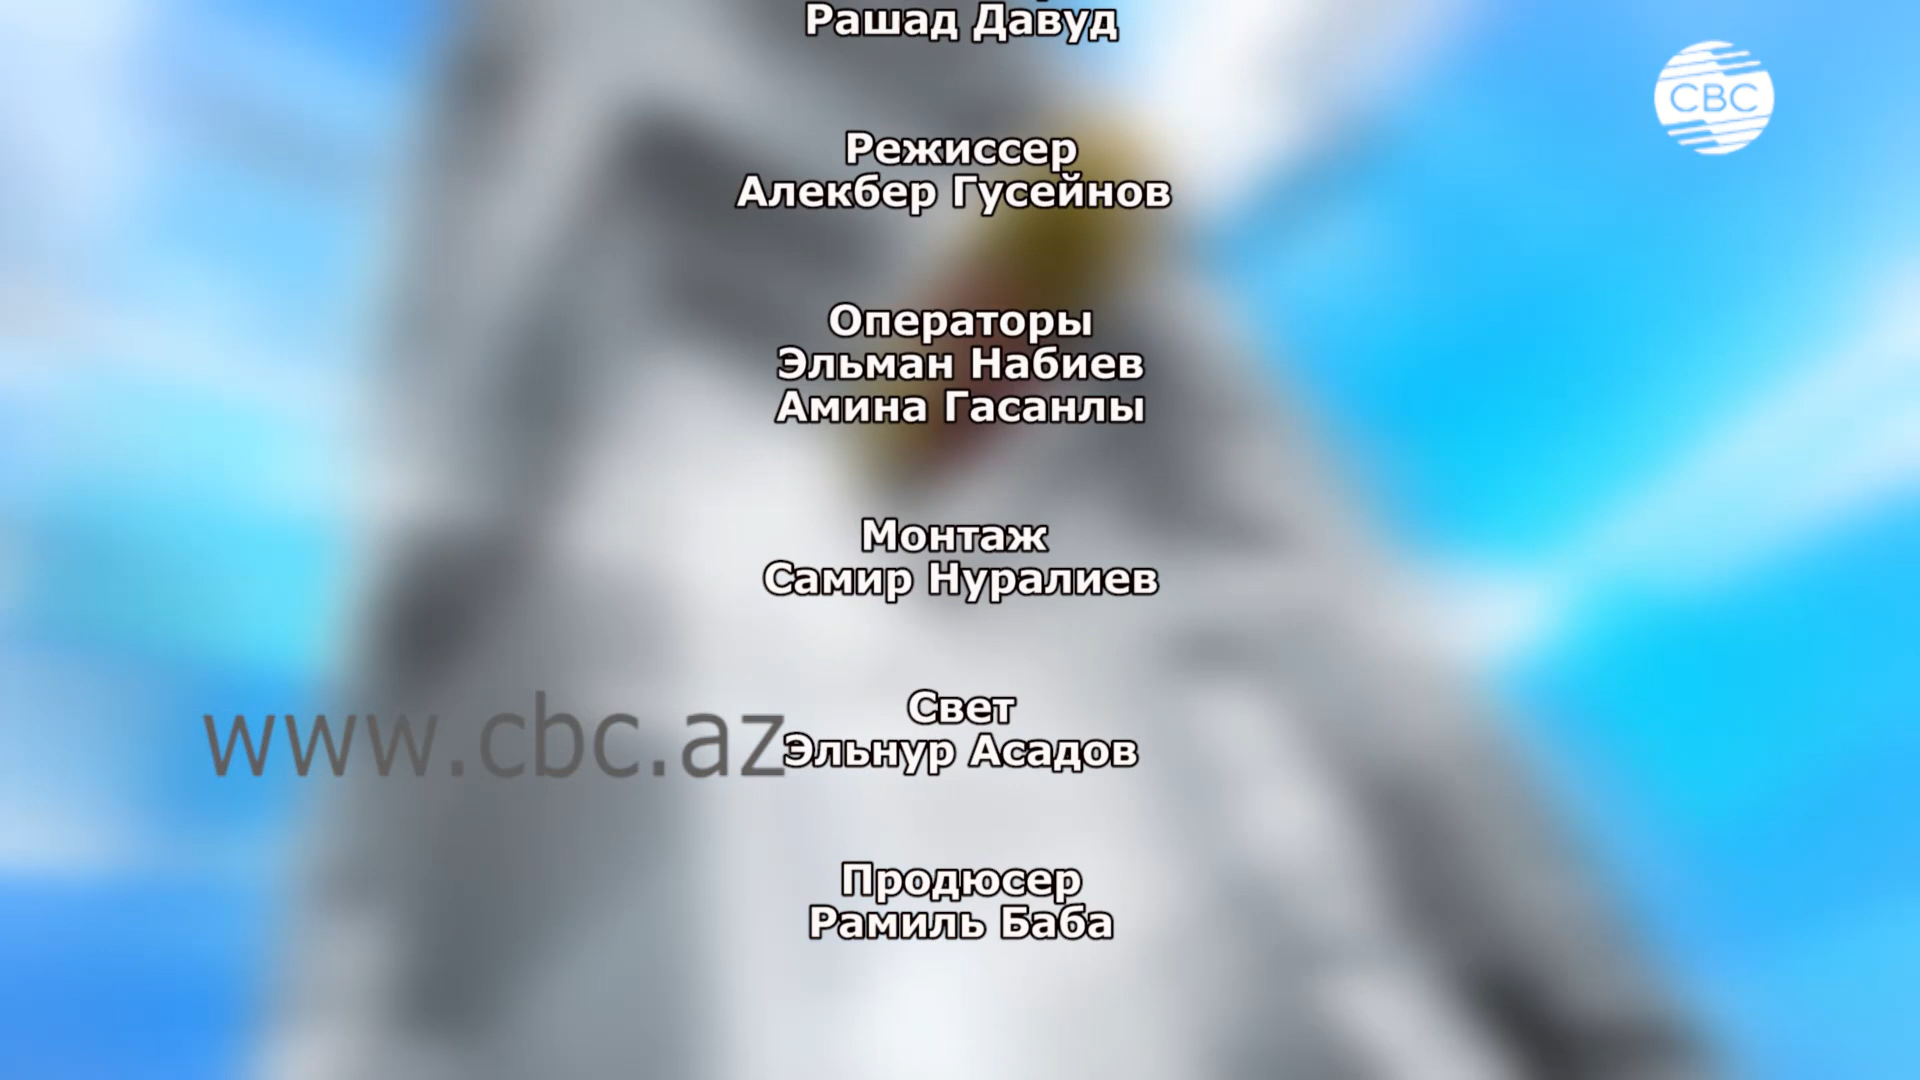 Рашад Давуд
CBC
Режиссер
Алекбер Гусейнов
Операторы
Эльман Набиев
Амина Гасанлы
Монтаж
Самир Нуралиев
Свет
www.cbc.az
Эльнур Асадов
Продюсер
Рамиль Баба